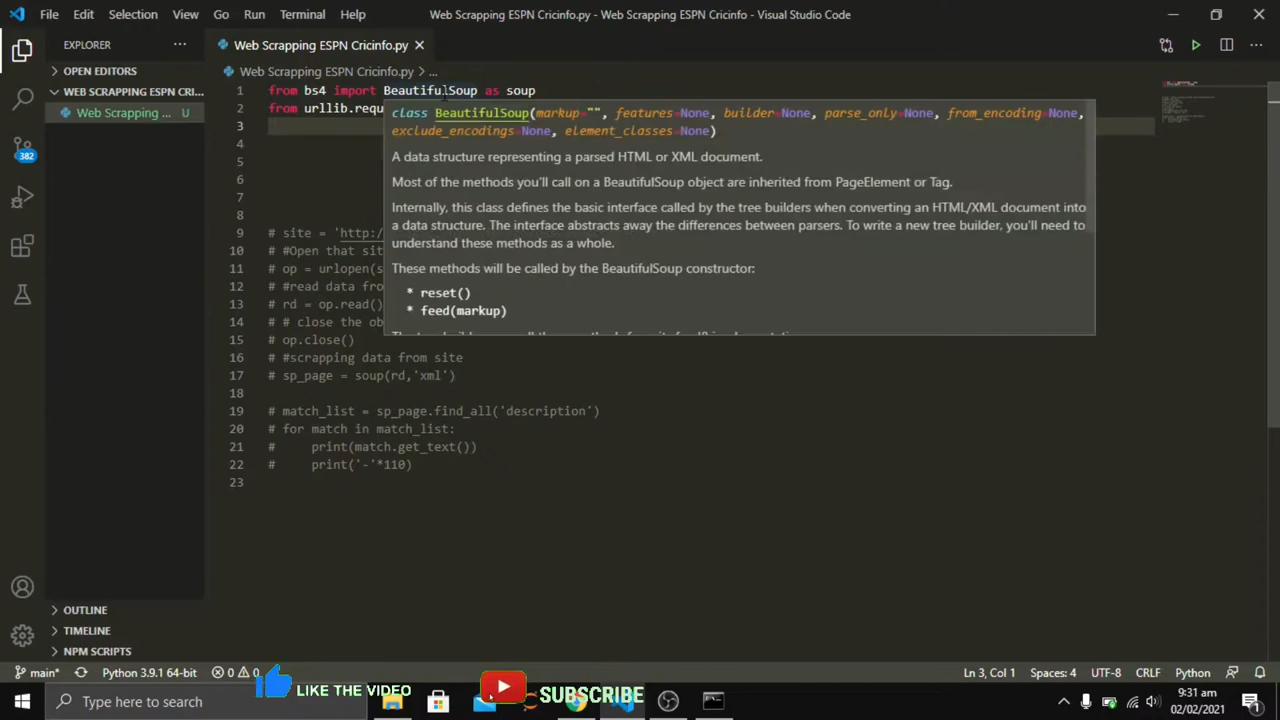 File Edit Selection View Go Run Terminal Help
Web Scrapping ESPN Cricinfo.py - Web Scrapping ESPN Cricinfo - Visual Studio Code
EXPLORER
Web Scrapping ESPN Cricinfo.py
OPEN EDITORS
WEB SCRAPPING ESPN CRI...
Web Scrapping ... U
382
Web Scrapping ESPN Cricinfo.py > ...
1 from bs4 import BeautifulSoup as soup
2 from urllib.requ
3
4
5
6
7
8
9 # site = 'http:/
10 # #Open that sit
11 # op = urlopen(s
12 # #read data fro
13 # rd = op.read()
14 # # close the ob
15 # op.close()
16 # #scrapping data from site
17 # sp_page = soup(rd,'xml')
18
19 # match_list = sp_page.find_all('description')
20 # for match in match_list:
21 #     print(match.get_text())
22 #     print('-'*110)
23
class BeautifulSoup(markup="", features=None, builder=None, parse_only=None, from_encoding=None,
exclude_encodings=None, element_classes=None)
A data structure representing a parsed HTML or XML document.
Most of the methods you'll call on a BeautifulSoup object are inherited from PageElement or Tag.
Internally, this class defines the basic interface called by the tree builders when converting an HTML/XML document into
a data structure. The interface abstracts away the differences between parsers. To write a new tree builder, you'll need to
understand these methods as a whole.
These methods will be called by the BeautifulSoup constructor:
* reset()
* feed(markup)
OUTLINE
TIMELINE
NPM SCRIPTS
main* Python 3.9.1 64-bit 0 0
Ln 3, Col 1 Spaces: 4 UTF-8 CRLF Python
LIKE THE VIDEO
SUBSCRIBE
Type here to search
9:31 am
02/02/2021
1